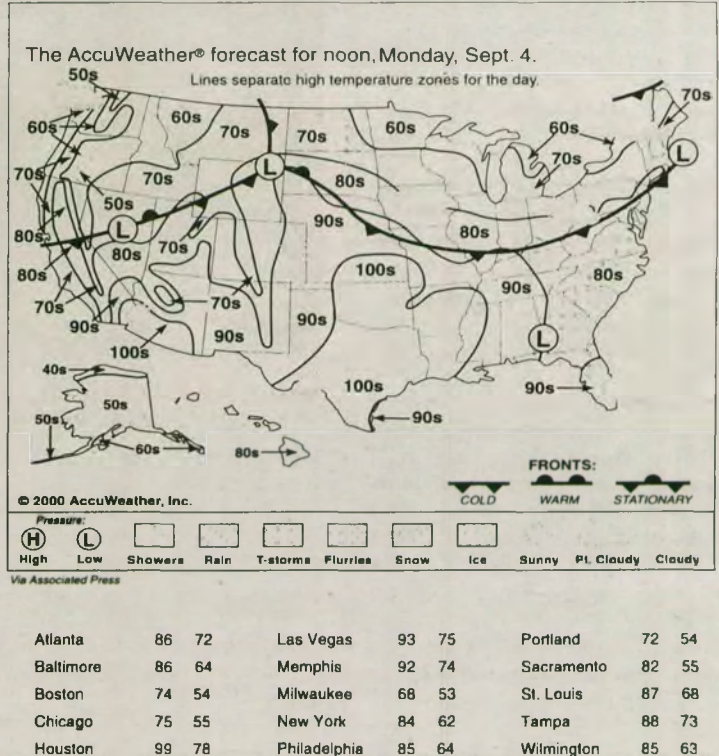 The AccuWeather® forecast for noon, Monday, Sept. 4.
Lines separate high temperature zones for the day.
50s
60s
70s
80s
80s
70s
90s
100s
50s
60s
70s
70s
80s
70s
70s
70s
80s
90s
60s
100s
90s
90s
100s
90s
80s
90s
60s
70s
70s
80s
90s
L
L
L
L
40s
50s
50s
60s
80s
FRONTS:
COLD WARM STATIONARY
© 2000 AccuWeather, Inc.
Pressure:
H L
High Low Showers Rain T-storms Flurries Snow Ice Sunny Pt. Cloudy Cloudy
Via Associated Press
Atlanta 86 72 Las Vegas 93 75 Portland 72 54
Baltimore 86 64 Memphis 92 74 Sacramento 82 55
Boston 74 54 Milwaukee 68 53 St. Louis 87 68
Chicago 75 55 New York 84 62 Tampa 88 73
Houston 99 78 Philadelphia 85 64 Wilmington 85 63